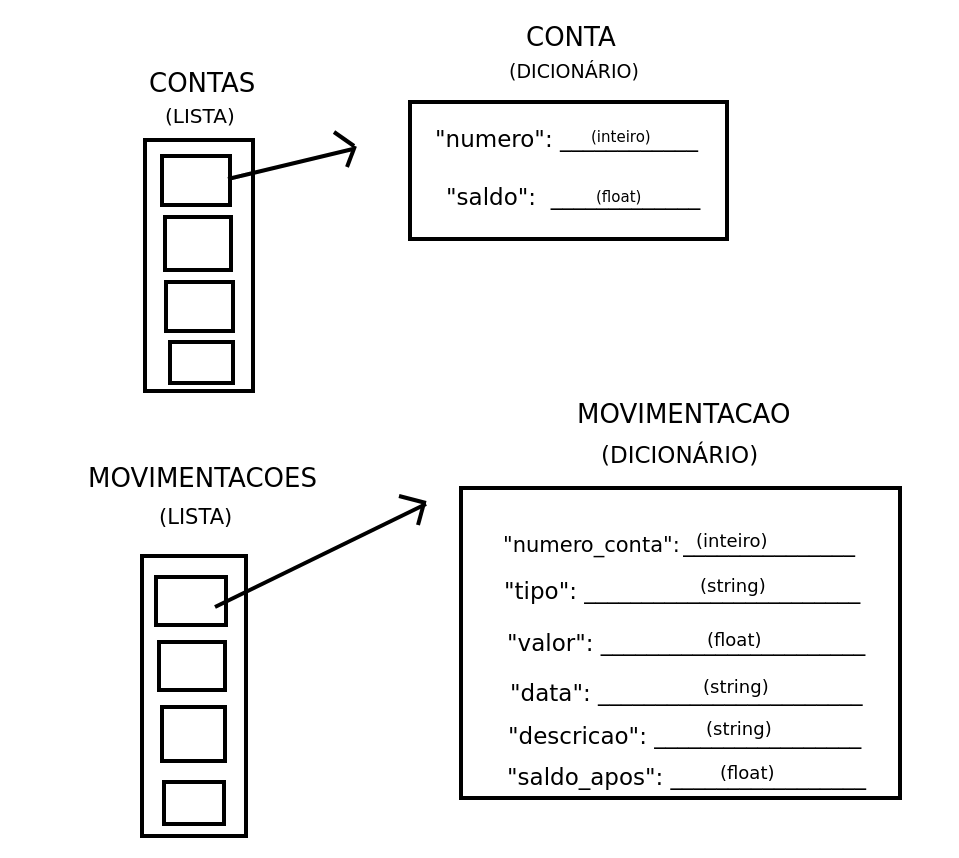 CONTAS
(LISTA)
CONTA
(DICIONÁRIO)
"numero": (inteiro)
"saldo": (float)
MOVIMENTACOES
(LISTA)
MOVIMENTACAO
(DICIONÁRIO)
"numero_conta": (inteiro)
"tipo": (string)
"valor": (float)
"data": (string)
"descricao": (string)
"saldo_apos": (float)